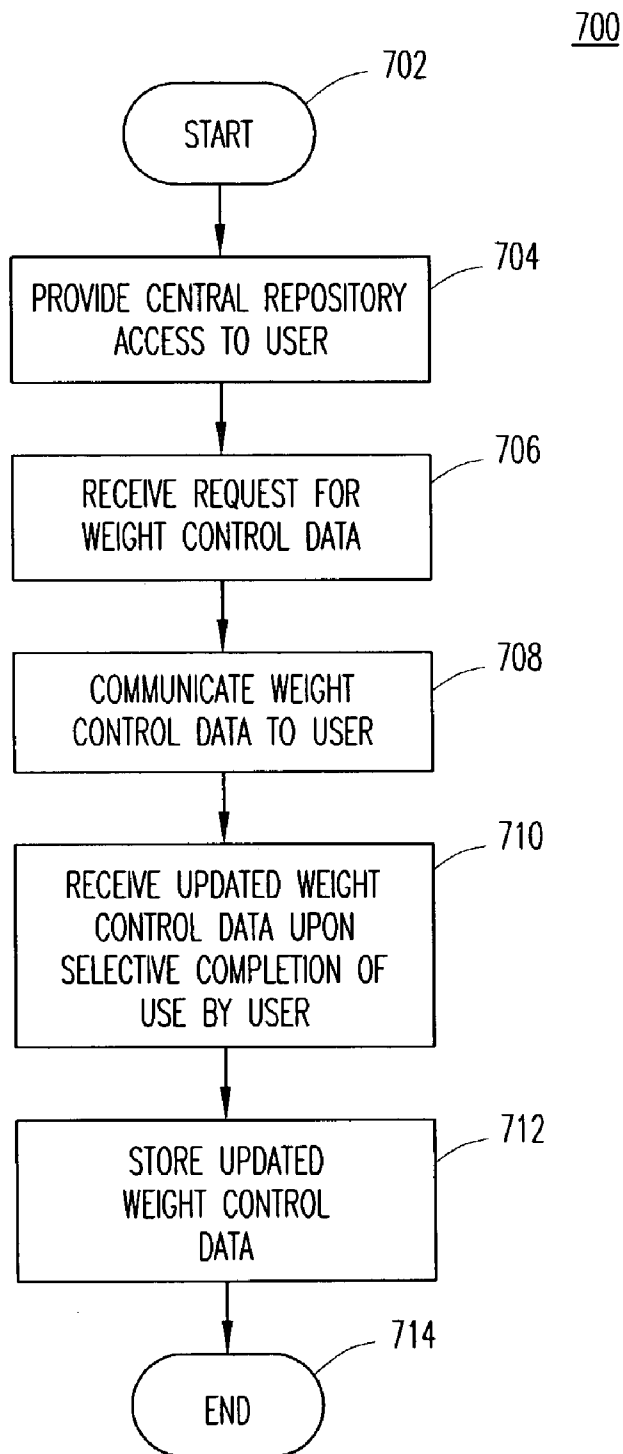 700
702
START
704
PROVIDE CENTRAL REPOSITORY
ACCESS TO USER
706
RECEIVE REQUEST FOR
WEIGHT CONTROL DATA
708
COMMUNICATE WEIGHT
CONTROL DATA TO USER
710
RECEIVE UPDATED WEIGHT
CONTROL DATA UPON
SELECTIVE COMPLETION OF
USE BY USER
712
STORE UPDATED
WEIGHT CONTROL
DATA
714
END